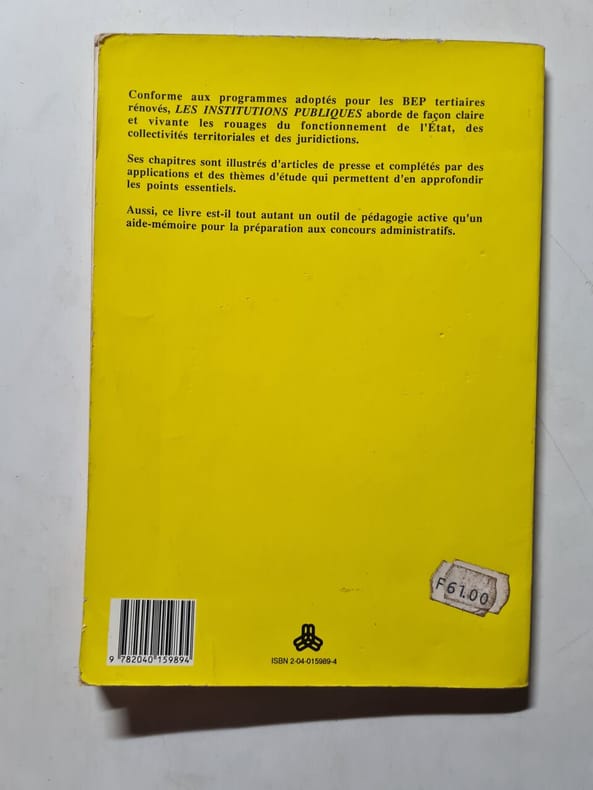 Conforme aux programmes adoptés pour les BEP tertiaires
rénovés, LES INSTITUTIONS PUBLIQUES aborde de façon claire
et vivante les rouages du fonctionnement de l'État, des
collectivités territoriales et des juridictions.
Ses chapitres sont illustrés d'articles de presse et complétés par des
applications et des thèmes d'étude qui permettent d'en approfondir
les points essentiels.
Aussi, ce livre est-il tout autant un outil de pédagogie active qu'un
aide-mémoire pour la préparation aux concours administratifs.
F61.00
9 782040 159894
ISBN 2-04-015989-4